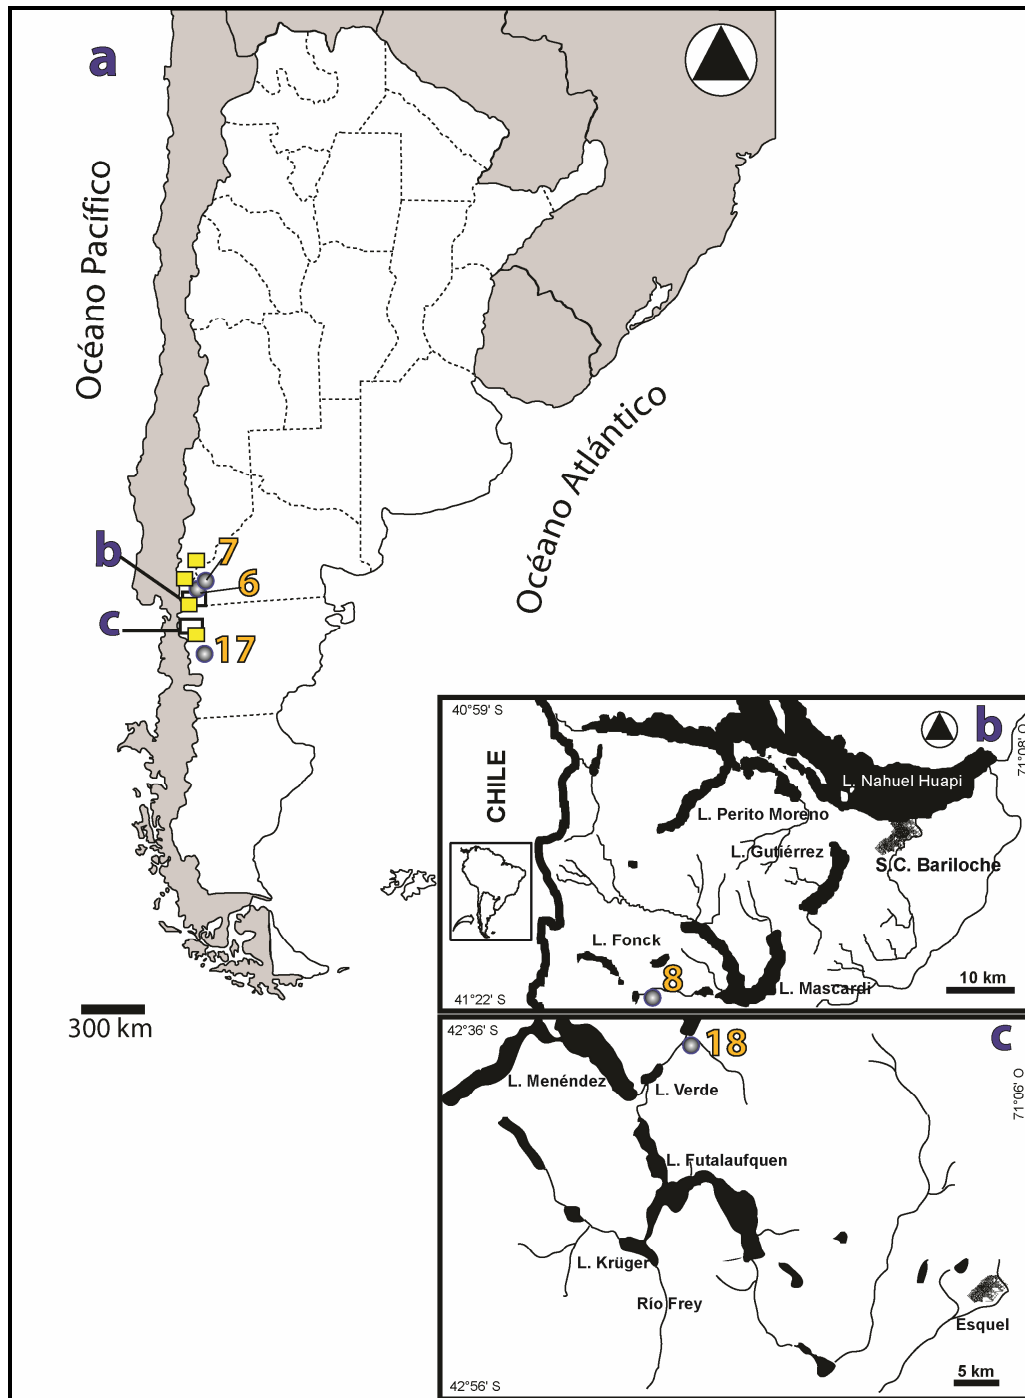 a
Océano Pacífico
Océano Atlántico
b
7
6
c
17
300 km
40°59' S
b
71°08' O
CHILE
L. Nahuel Huapi
L. Perito Moreno
L. Gutiérrez
S.C. Bariloche
L. Fonck
8
L. Mascardi
41°22' S
10 km
42°36' S
18
c
L. Menéndez
L. Verde
71°06' O
L. Futalaufquen
L. Krüger
Río Frey
Esquel
5 km
42°56' S